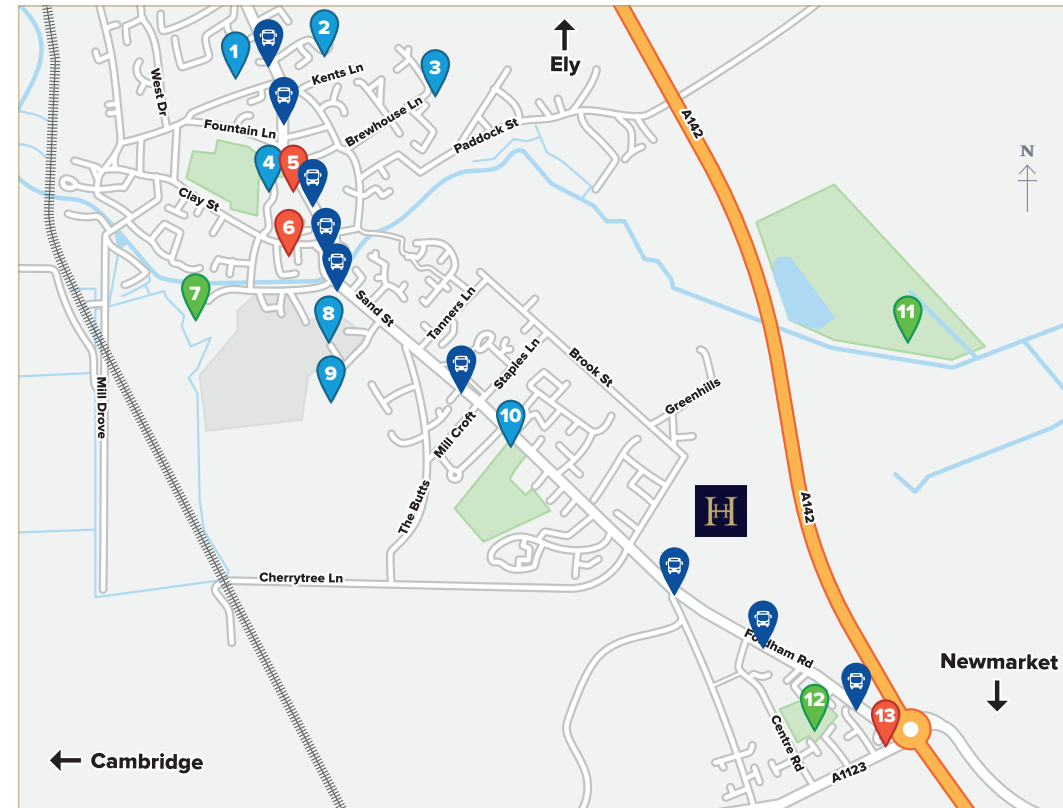 Ely
1
2
3
West Dr
Kents Ln
Brewhouse Ln
Fountain Ln
Paddock St
A142
N
4
5
Clay St
6
7
8
9
Sand St
Tanners Ln
Staples Ln
Brook St
Greenhills
11
Mill Drove
10
Mill Croft
The Butts
H
A142
Cherrytree Ln
Fordham Rd
Newmarket
12
13
Centre Rd
A1123
Cambridge